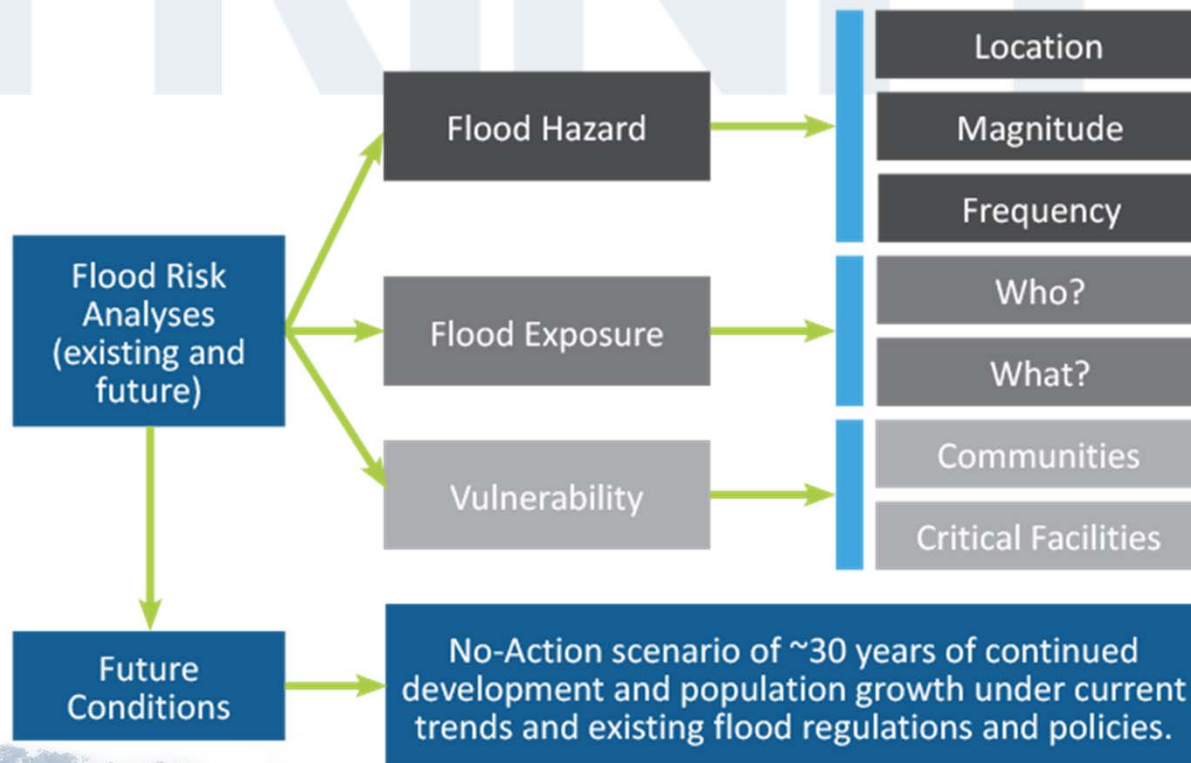 Flood Risk
Analyses
(existing and
future)
Flood Hazard
Location
Magnitude
Frequency
Flood Exposure
Who?
What?
Vulnerability
Communities
Critical Facilities
Future
Conditions
No-Action scenario of ~30 years of continued
development and population growth under current
trends and existing flood regulations and policies.